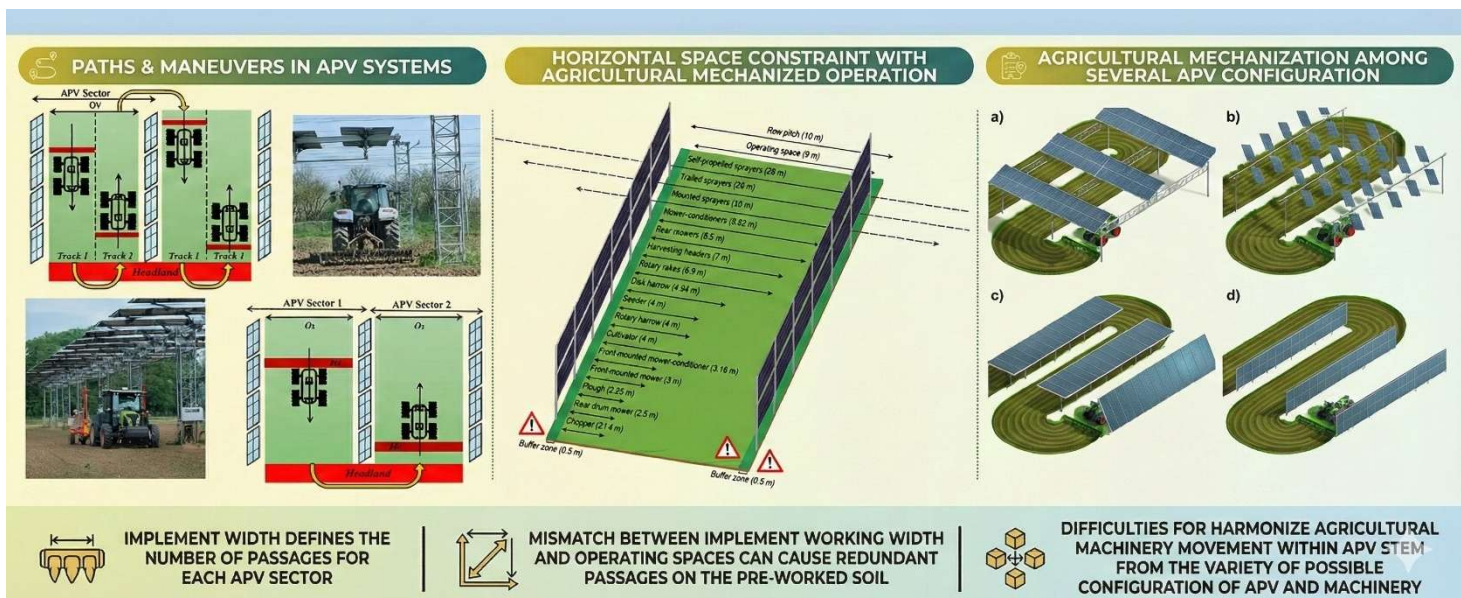 PATHS & MANEUVERS IN APV SYSTEMS
APV Sector
OV
Track 1
Track 2
Track 1
Track 1
Headland
APV Sector 1
APV Sector 2
O₁
O₂
Headland
HORIZONTAL SPACE CONSTRAINT WITH
AGRICULTURAL MECHANIZED OPERATION
Row pitch (10 m)
Operating space (9 m)
Self-propelled sprayers (28 m)
Trailed sprayers (20 m)
Mounted sprayers (10 m)
Mower-conditioners (8.82 m)
Rear mowers (8.5 m)
Harvesting headers (7 m)
Rotary rakes (6.9 m)
Disk harrow (4.94 m)
Seeder (4 m)
Rotary harrow (4 m)
Cultivator (4 m)
Front-mounted mower-conditioner (3.16 m)
Front-mounted mower (3 m)
Plough (2.25 m)
Rear drum mower (2.5 m)
Chopper (214 m)
Buffer zone (0.5 m)
Buffer zone (0.5 m)
AGRICULTURAL MECHANIZATION AMONG
SEVERAL APV CONFIGURATION
a)
b)
c)
d)
IMPLEMENT WIDTH DEFINES THE
NUMBER OF PASSAGES FOR
EACH APV SECTOR
MISMATCH BETWEEN IMPLEMENT WORKING WIDTH
AND OPERATING SPACES CAN CAUSE REDUNDANT
PASSAGES ON THE PRE-WORKED SOIL
DIFFICULTIES FOR HARMONIZE AGRICULTURAL
MACHINERY MOVEMENT WITHIN APV STEM
FROM THE VARIETY OF POSSIBLE
CONFIGURATION OF APV AND MACHINERY